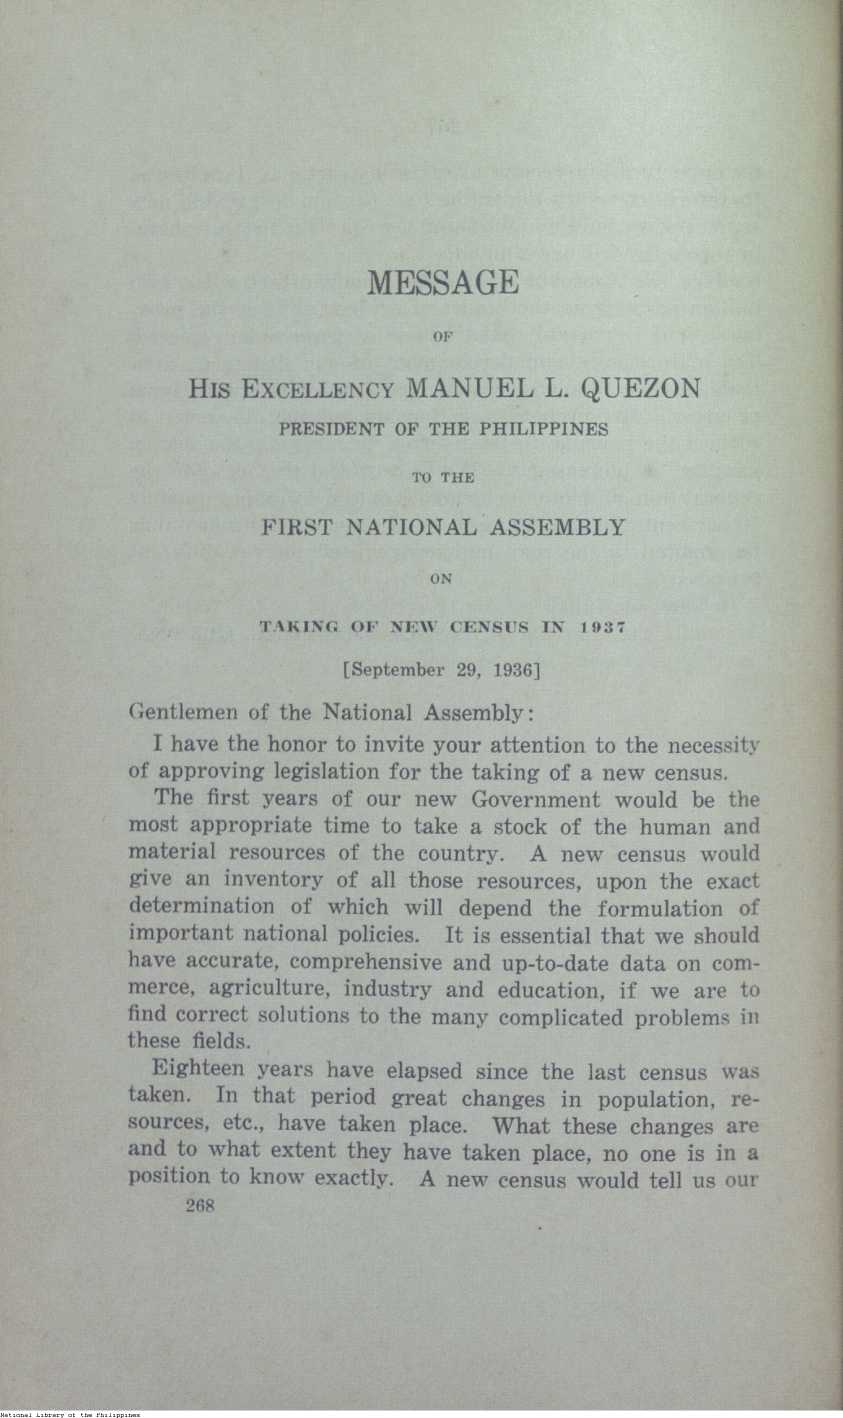 MESSAGE
OF
HIS EXCELLENCY MANUEL L. QUEZON
PRESIDENT OF THE PHILIPPINES
TO THE
FIRST NATIONAL ASSEMBLY
ON
TAKING OF NEW CENSUS IN 1937
[September 29, 1936]
Gentlemen of the National Assembly:
I have the honor to invite your attention to the necessity
of approving legislation for the taking of a new census.
The first years of our new Government would be the
most appropriate time to take a stock of the human and
material resources of the country. A new census would
give an inventory of all those resources, upon the exact
determination of which will depend the formulation of
important national policies. It is essential that we should
have accurate, comprehensive and up-to-date data on com-
merce, agriculture, industry and education, if we are to
find correct solutions to the many complicated problems in
these fields.
Eighteen years have elapsed since the last census was
taken. In that period great changes in population, re-
sources, etc., have taken place. What these changes are
and to what extent they have taken place, no one is in a
position to know exactly. A new census would tell us our
268
National Library of the Philippines